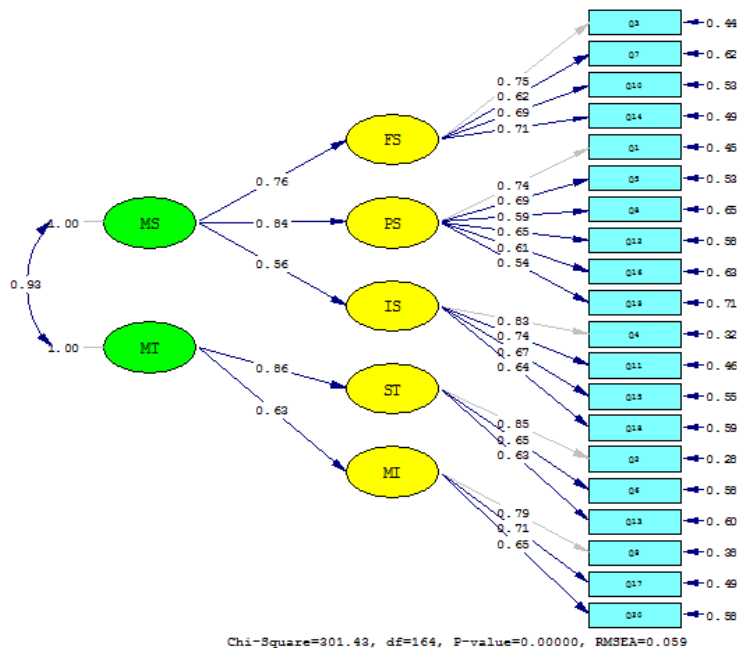 Q3 0.44
Q7 0.62
Q10 0.53
Q14 0.49
Q1 0.45
Q5 0.53
0.65
Q12 0.58
Q16 0.63
0.71
Q4 0.32
Q11 0.46
Q15 0.55
0.59
Q2 0.28
Q6 0.58
Q13 0.60
0.38
Q17 0.49
Q20 0.58
0.75
0.62
0.69
0.71
0.74
0.69
0.59
0.65
0.61
0.54
0.83
0.74
0.67
0.64
0.85
0.65
0.63
0.79
0.71
0.65
FS
PS
IS
ST
MI
0.76
0.84
0.56
0.86
0.63
1.00 MS
0.93
1.00 MT
Chi-Square=301.43, df=164, P-value=0.00000, RMSEA=0.059